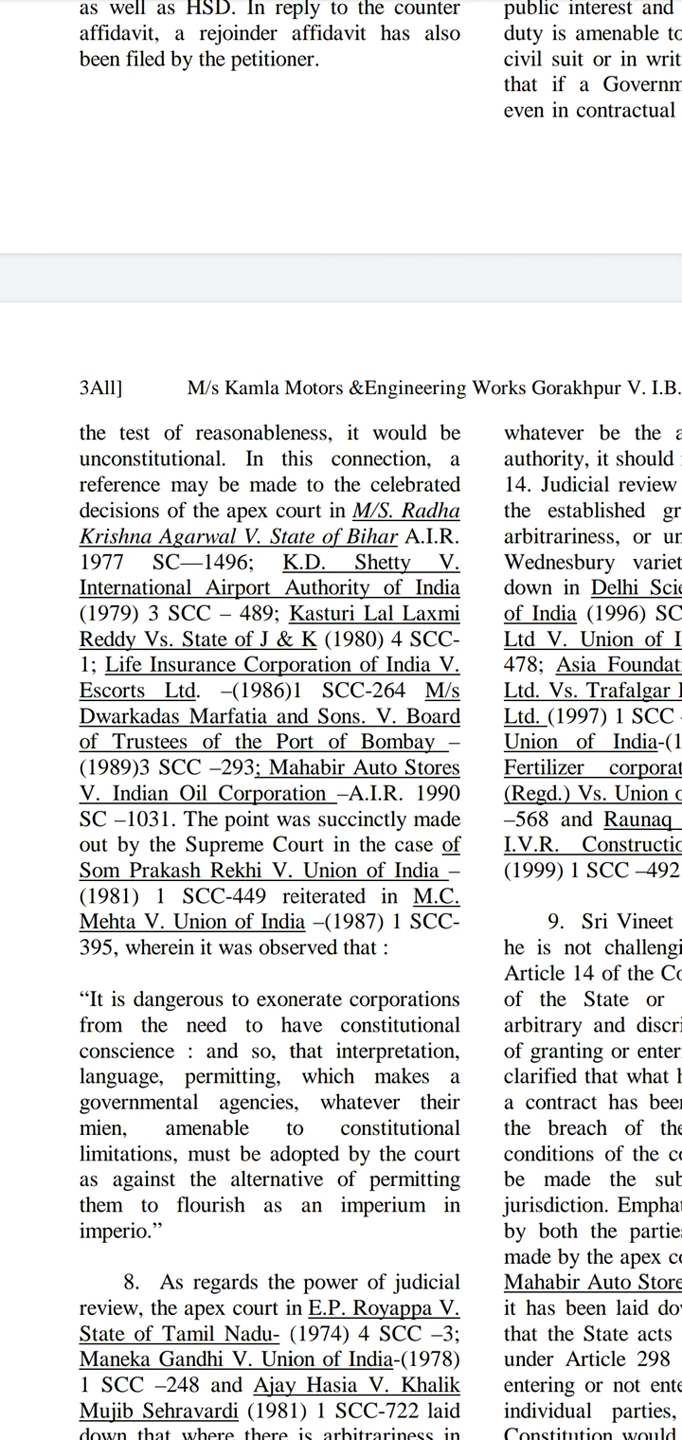 as well as HSD. In reply to the counter
affidavit, a rejoinder affidavit has also
been filed by the petitioner.
public interest and
duty is amenable to
civil suit or in writ
that if a Governm
even in contractual
3All] M/s Kamla Motors &Engineering Works Gorakhpur V. I.B.
the test of reasonableness, it would be
unconstitutional. In this connection, a
reference may be made to the celebrated
decisions of the apex court in M/S. Radha
Krishna Agarwal V. State of Bihar A.I.R.
1977 SC—1496; K.D. Shetty V.
International Airport Authority of India
(1979) 3 SCC – 489; Kasturi Lal Laxmi
Reddy Vs. State of J & K (1980) 4 SCC-
1; Life Insurance Corporation of India V.
Escorts Ltd. –(1986)1 SCC-264 M/s
Dwarkadas Marfatia and Sons. V. Board
of Trustees of the Port of Bombay –
(1989)3 SCC –293; Mahabir Auto Stores
V. Indian Oil Corporation –A.I.R. 1990
SC –1031. The point was succinctly made
out by the Supreme Court in the case of
Som Prakash Rekhi V. Union of India –
(1981) 1 SCC-449 reiterated in M.C.
Mehta V. Union of India –(1987) 1 SCC-
395, wherein it was observed that :
“It is dangerous to exonerate corporations
from the need to have constitutional
conscience : and so, that interpretation,
language, permitting, which makes a
governmental agencies, whatever their
mien, amenable to constitutional
limitations, must be adopted by the court
as against the alternative of permitting
them to flourish as an imperium in
imperio.”
8. As regards the power of judicial
review, the apex court in E.P. Royappa V.
State of Tamil Nadu- (1974) 4 SCC –3;
Maneka Gandhi V. Union of India-(1978)
1 SCC –248 and Ajay Hasia V. Khalik
Mujib Sehravardi (1981) 1 SCC-722 laid
down that where there is arbitrariness in
whatever be the a
authority, it should
14. Judicial review
the established gr
arbitrariness, or un
Wednesbury variet
down in Delhi Scie
of India (1996) SC
Ltd V. Union of I
478; Asia Foundat
Ltd. Vs. Trafalgar
Ltd. (1997) 1 SCC
Union of India-(1
Fertilizer corporat
(Regd.) Vs. Union o
–568 and Raunaq
I.V.R. Constructio
(1999) 1 SCC –492
9. Sri Vineet
he is not challengi
Article 14 of the Co
of the State or
arbitrary and discri
of granting or enter
clarified that what h
a contract has been
the breach of the
conditions of the co
be made the sub
jurisdiction. Empha
by both the parties
made by the apex co
Mahabir Auto Store
it has been laid do
that the State acts
under Article 298
entering or not ente
individual parties,
Constitution would